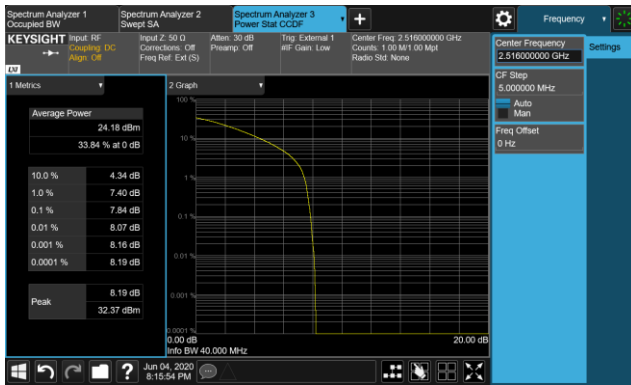 Spectrum Analyzer 1
Occupied BW
Spectrum Analyzer 2
Swept SA
Spectrum Analyzer 3
Power Stat CCDF
Frequency
KEYSIGHT
Input: RF
Coupling: DC
Align: Off
Input Z: 50 Ω
Corrections: Off
Freq Ref: Ext (S)
Atten: 30 dB
Preamp: Off
Trig: External 1
#IF Gain: Low
Center Freq: 2.516000000 GHz
Counts: 1.00 M/1.00 Mpt
Radio Std: None
LXI
Center Frequency
2.516000000 GHz
Settings
CF Step
5.000000 MHz
Auto
Man
Freq Offset
0 Hz
1 Metrics
Average Power
24.18 dBm
33.84 % at 0 dB
10.0 % 4.34 dB
1.0 % 7.40 dB
0.1 % 7.84 dB
0.01 % 8.07 dB
0.001 % 8.16 dB
0.0001 % 8.19 dB
Peak 8.19 dB
32.37 dBm
2 Graph
100 %
10 %
1 %
0.1 %
0.01 %
0.001 %
0.0001 %
0.00 dB
20.00 dB
Info BW 40.000 MHz
?
Jun 04, 2020
8:15:54 PM